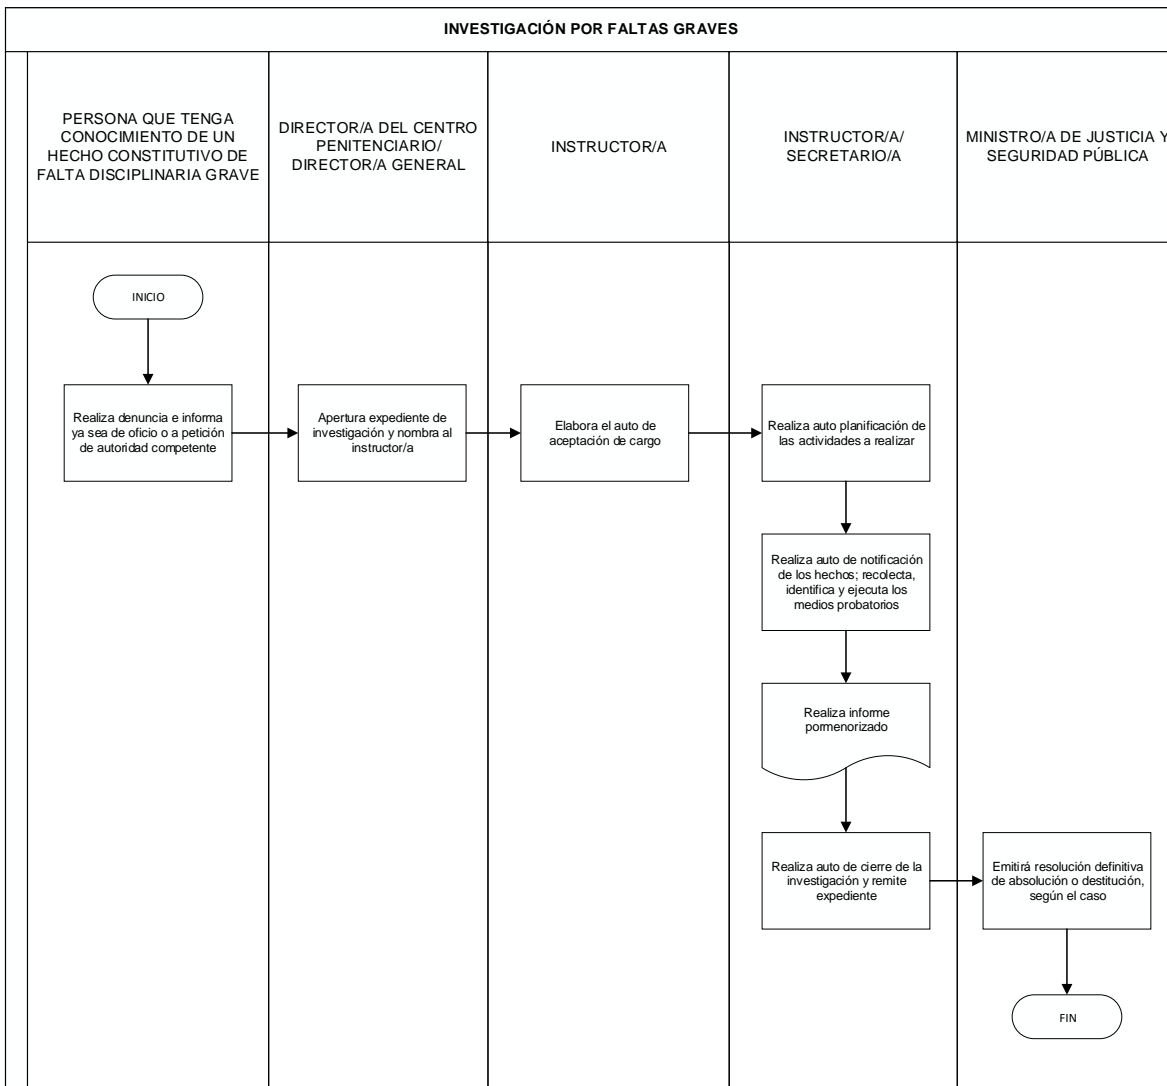 INVESTIGACIÓN POR FALTAS GRAVES
PERSONA QUE TENGA
CONOCIMIENTO DE UN
HECHO CONSTITUTIVO DE
FALTA DISCIPLINARIA GRAVE
DIRECTOR/A DEL CENTRO
PENITENCIARIO/
DIRECTOR/A GENERAL
INSTRUCTOR/A
INSTRUCTOR/A/
SECRETARIO/A
MINISTRO/A DE JUSTICIA Y
SEGURIDAD PÚBLICA
INICIO
Realiza denuncia e informa
ya sea de oficio o a petición
de autoridad competente
Apertura expediente de
investigación y nombra al
instructor/a
Elabora el auto de
aceptación de cargo
Realiza auto planificación de
las actividades a realizar
Realiza auto de notificación
de los hechos; recolecta,
identifica y ejecuta los
medios probatorios
Realiza informe
pormenorizado
Realiza auto de cierre de la
investigación y remite
expediente
Emitirá resolución definitiva
de absolución o destitución,
según el caso
FIN